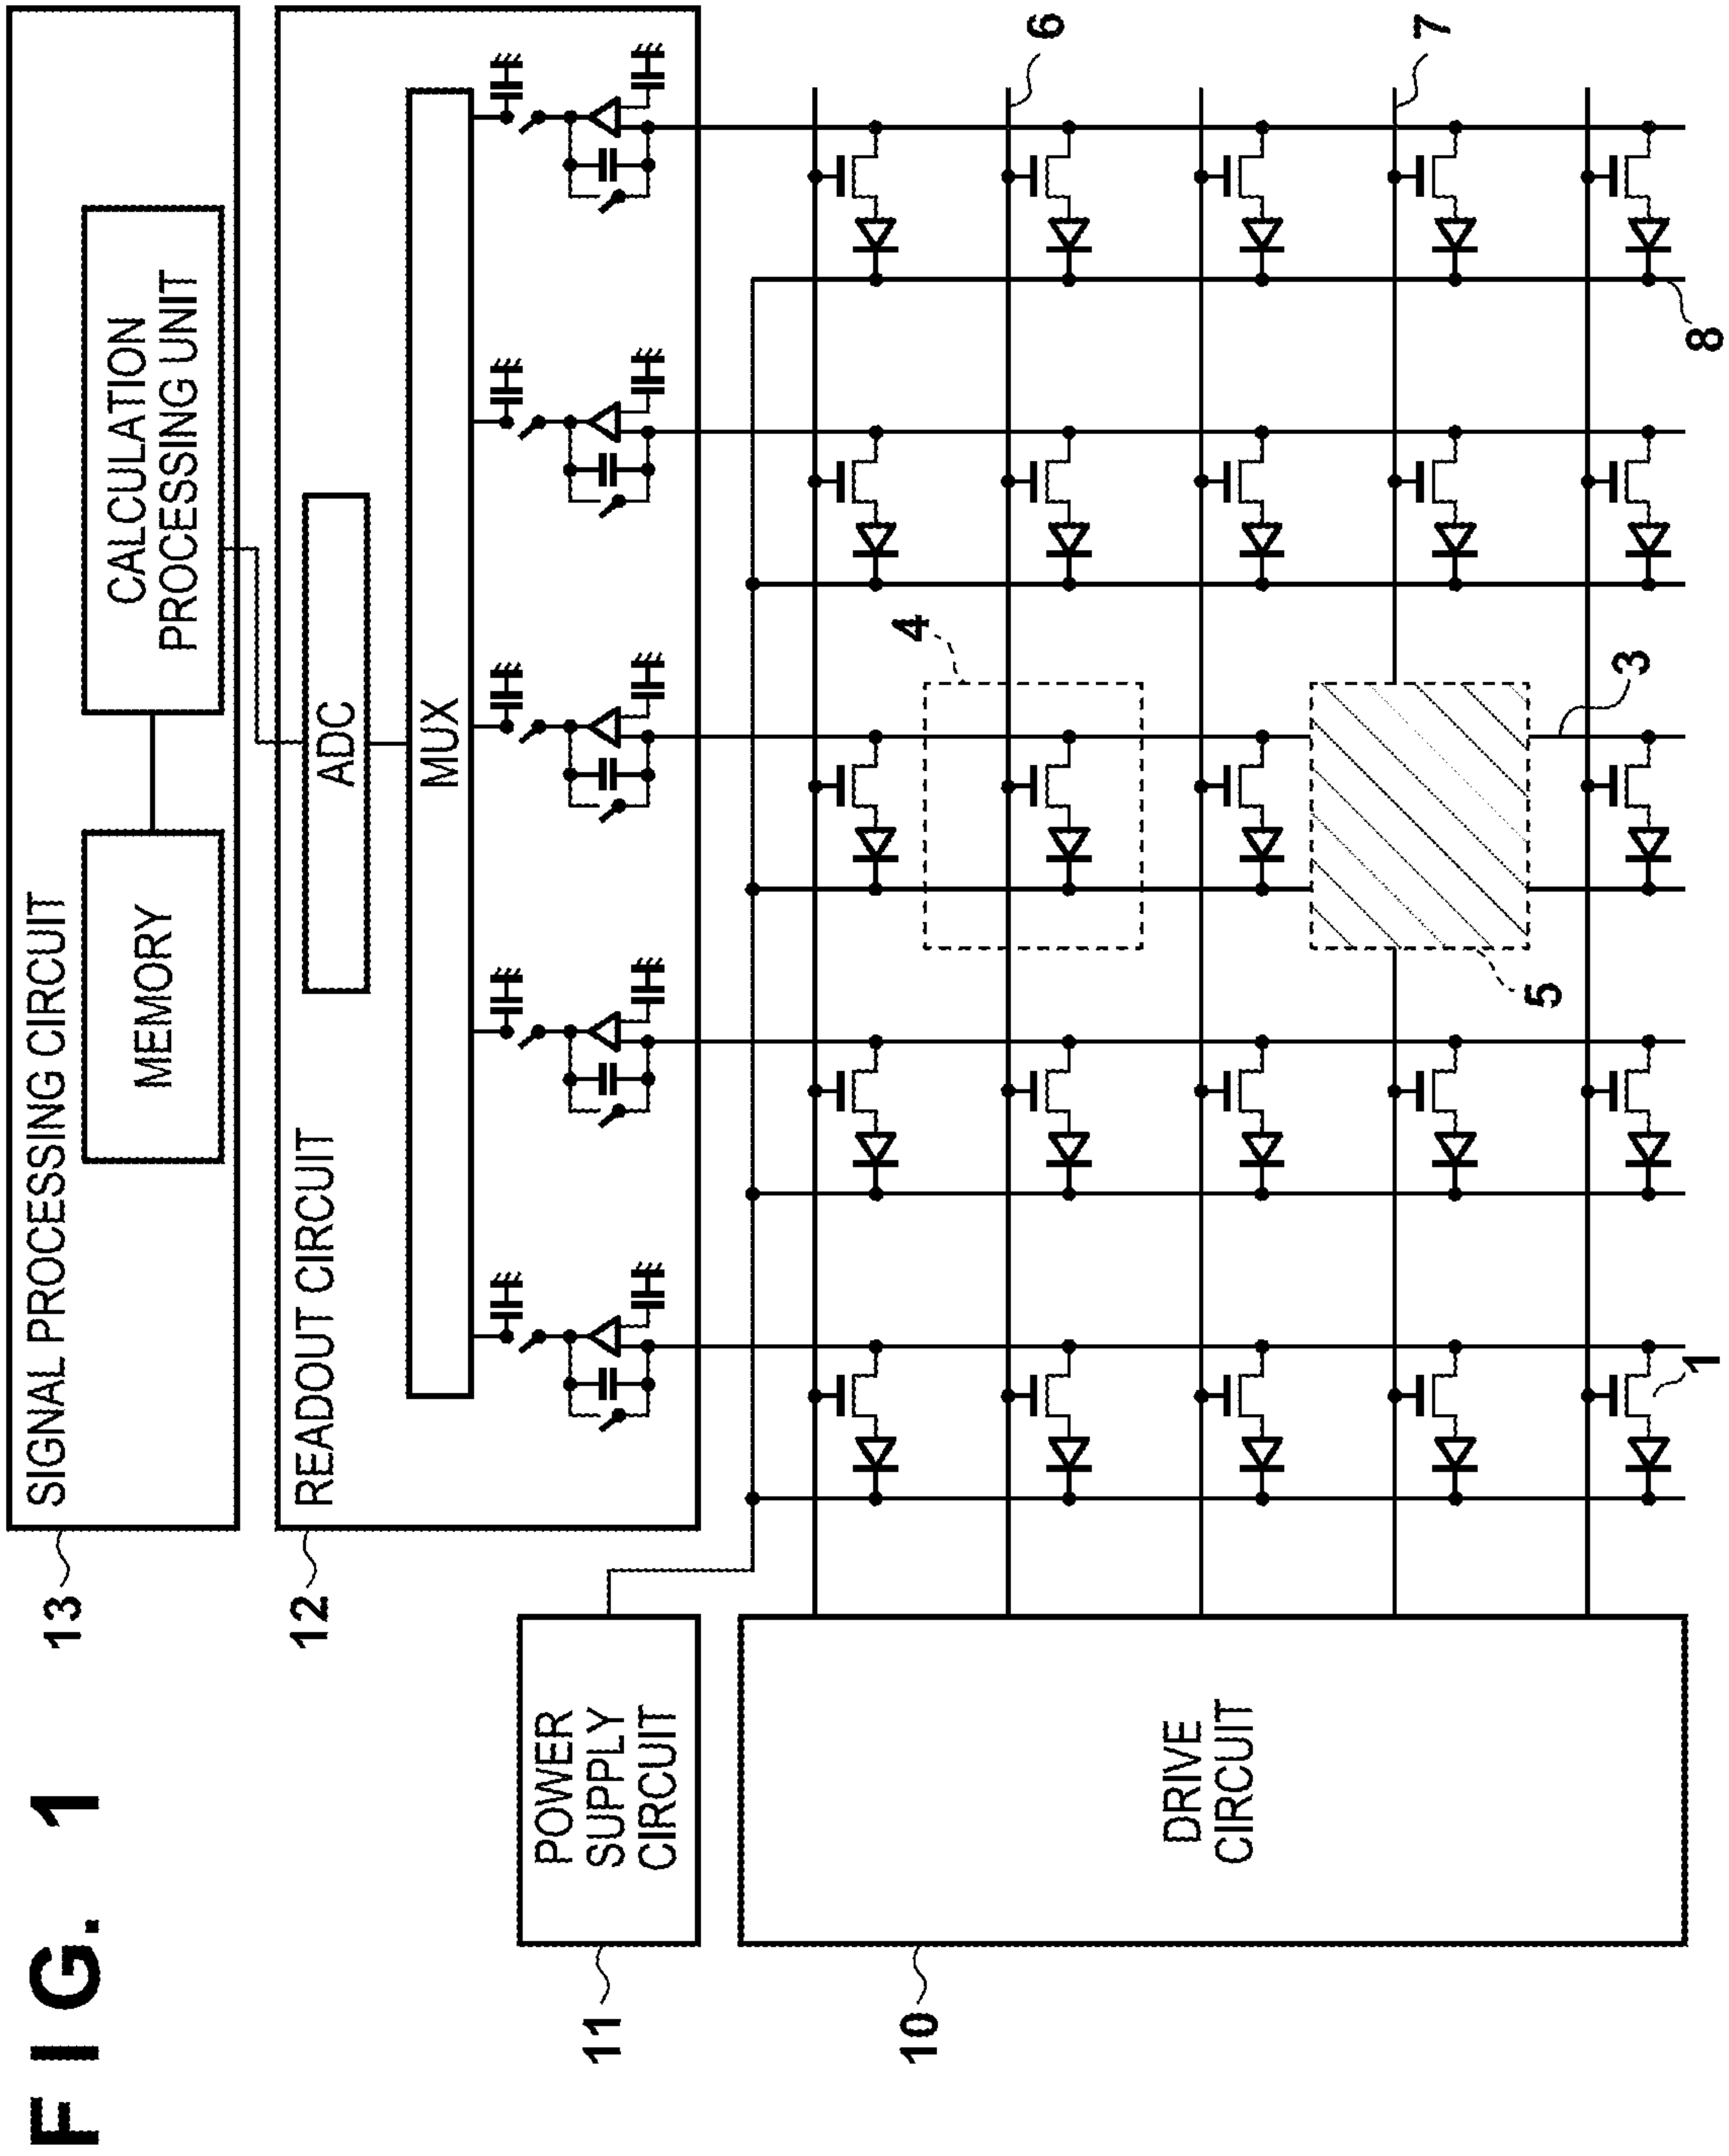 FIG. 1
13
SIGNAL PROCESSING CIRCUIT
MEMORY
CALCULATION
PROCESSING UNIT
12
READOUT CIRCUIT
ADC
MUX
11
POWER
SUPPLY
CIRCUIT
10
DRIVE
CIRCUIT
6
4
7
5
3
1
8